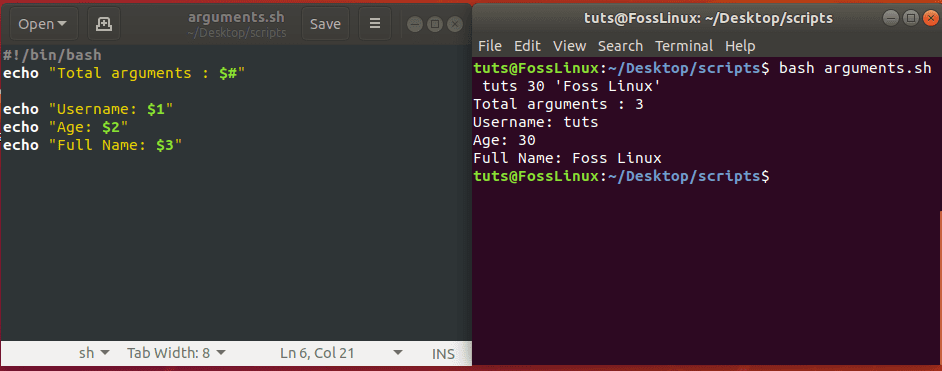 Open
arguments.sh
~/Desktop/scripts
Save
#!/bin/bash
echo "Total arguments : $#"
echo "Username: $1"
echo "Age: $2"
echo "Full Name: $3"
sh
Tab Width: 8
Ln 6, Col 21
INS
tuts@FossLinux: ~/Desktop/scripts
File Edit View Search Terminal Help
tuts@FossLinux:~/Desktop/scripts$ bash arguments.sh
tuts 30 'Foss Linux'
Total arguments : 3
Username: tuts
Age: 30
Full Name: Foss Linux
tuts@FossLinux:~/Desktop/scripts$